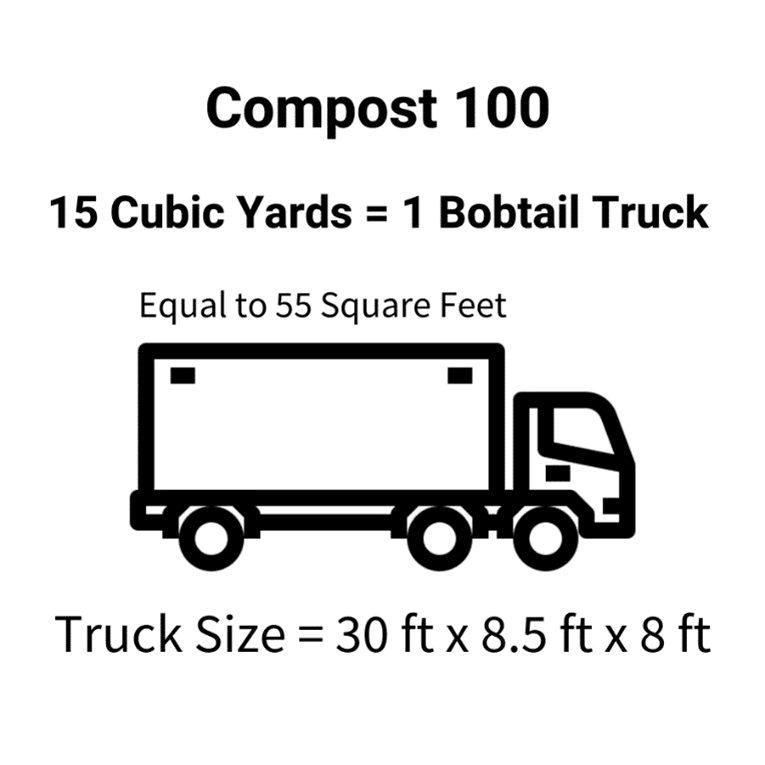 Compost 100
15 Cubic Yards = 1 Bobtail Truck
Equal to 55 Square Feet
Truck Size = 30 ft x 8.5 ft x 8 ft